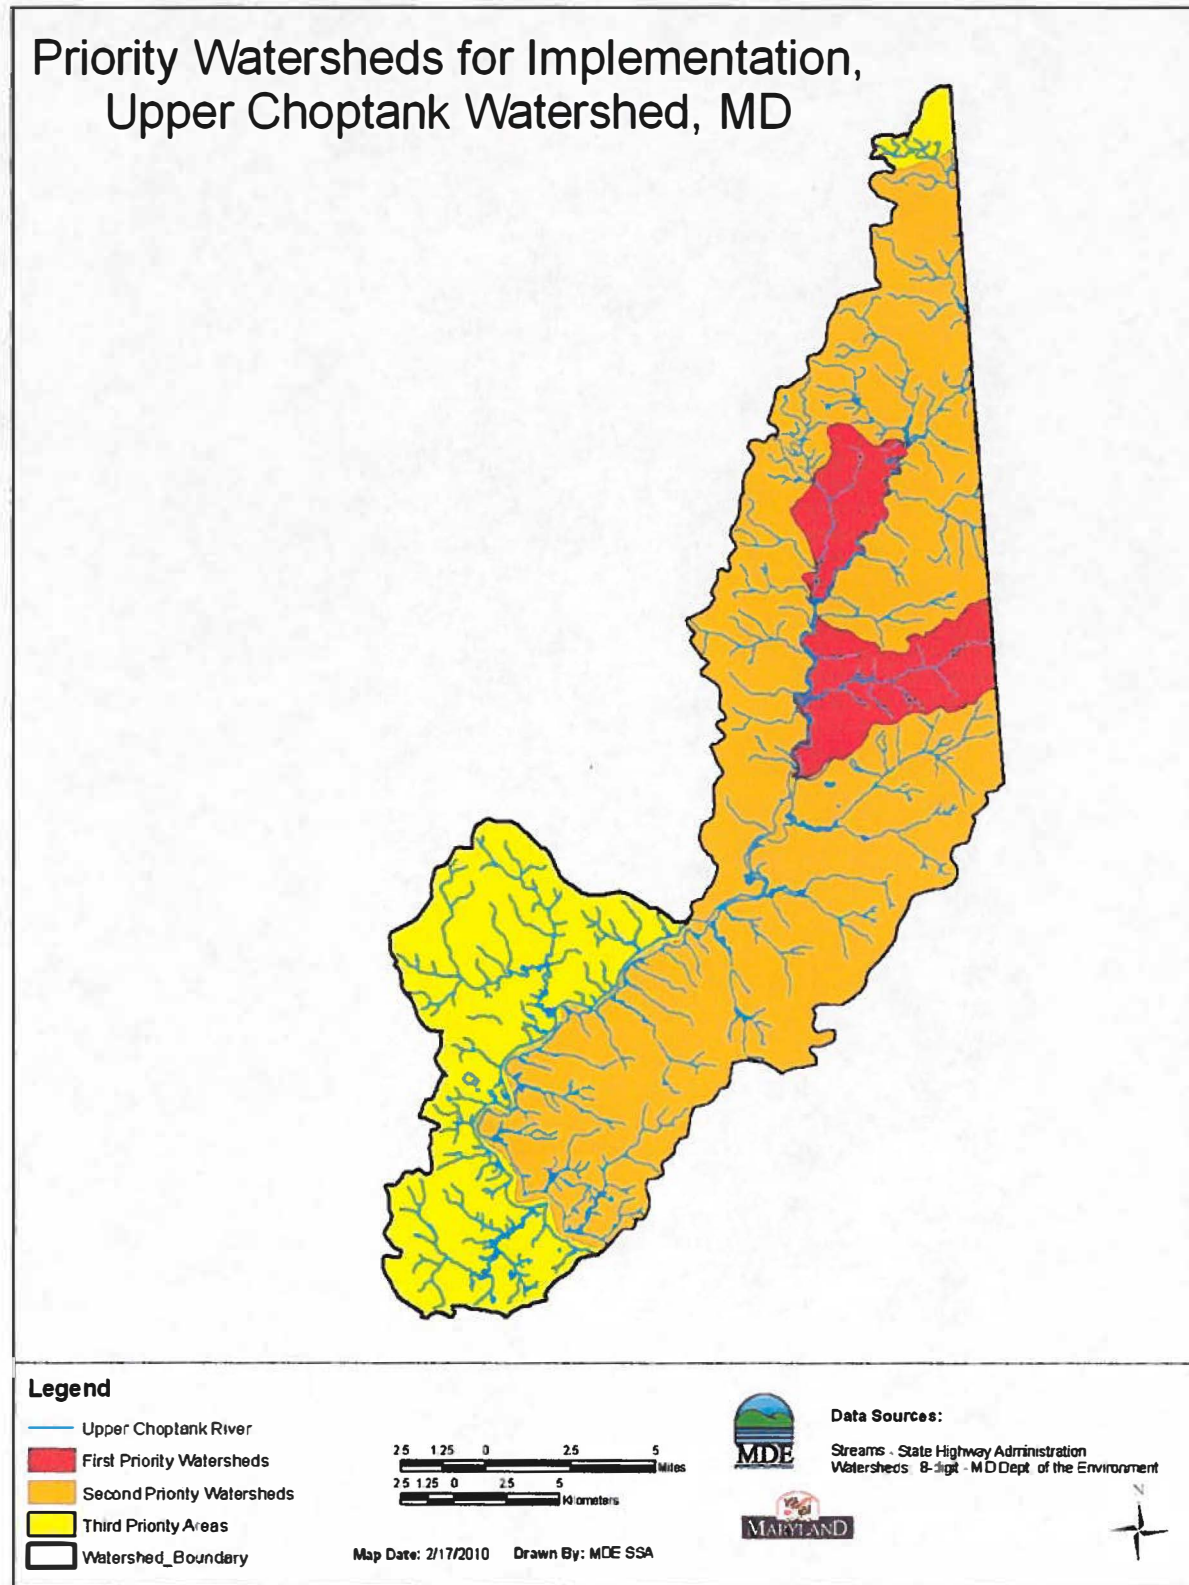 Priority Watersheds for Implementation,
Upper Choptank Watershed, MD
Legend
Upper Choptank River
First Priority Watersheds
Second Priority Watersheds
Third Priority Areas
Watershed_Boundary
2.5 1.25 0 2.5 5
Miles
2.5 1.25 0 2.5 5
Kilometers
Map Date: 2/17/2010 Drawn By: MDE SSA
MDE
MARYLAND
Data Sources:
Streams - State Highway Administration
Watersheds 8-digit - MD Dept of the Environment
N